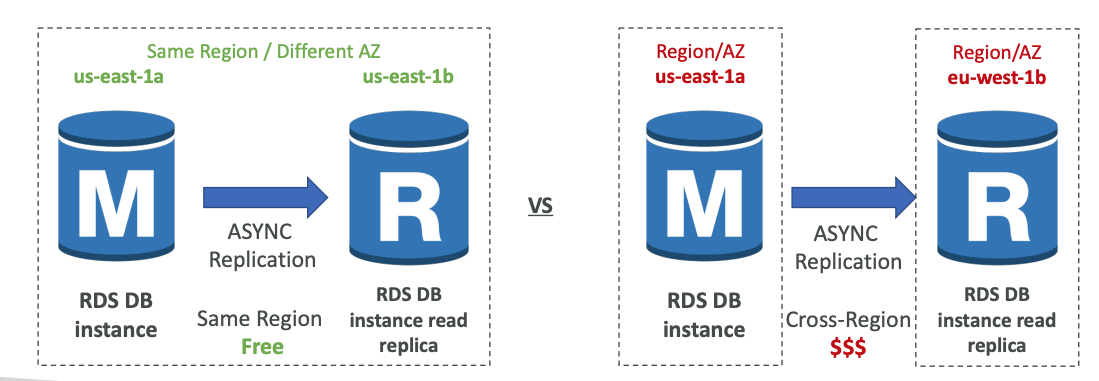 Same Region / Different AZ
us-east-1a
us-east-1b
M
R
ASYNC
Replication
RDS DB
instance
RDS DB
instance read
replica
Same Region
Free
VS
Region/AZ
us-east-1a
Region/AZ
eu-west-1b
M
R
ASYNC
Replication
RDS DB
instance
RDS DB
instance read
replica
Cross-Region
$$$